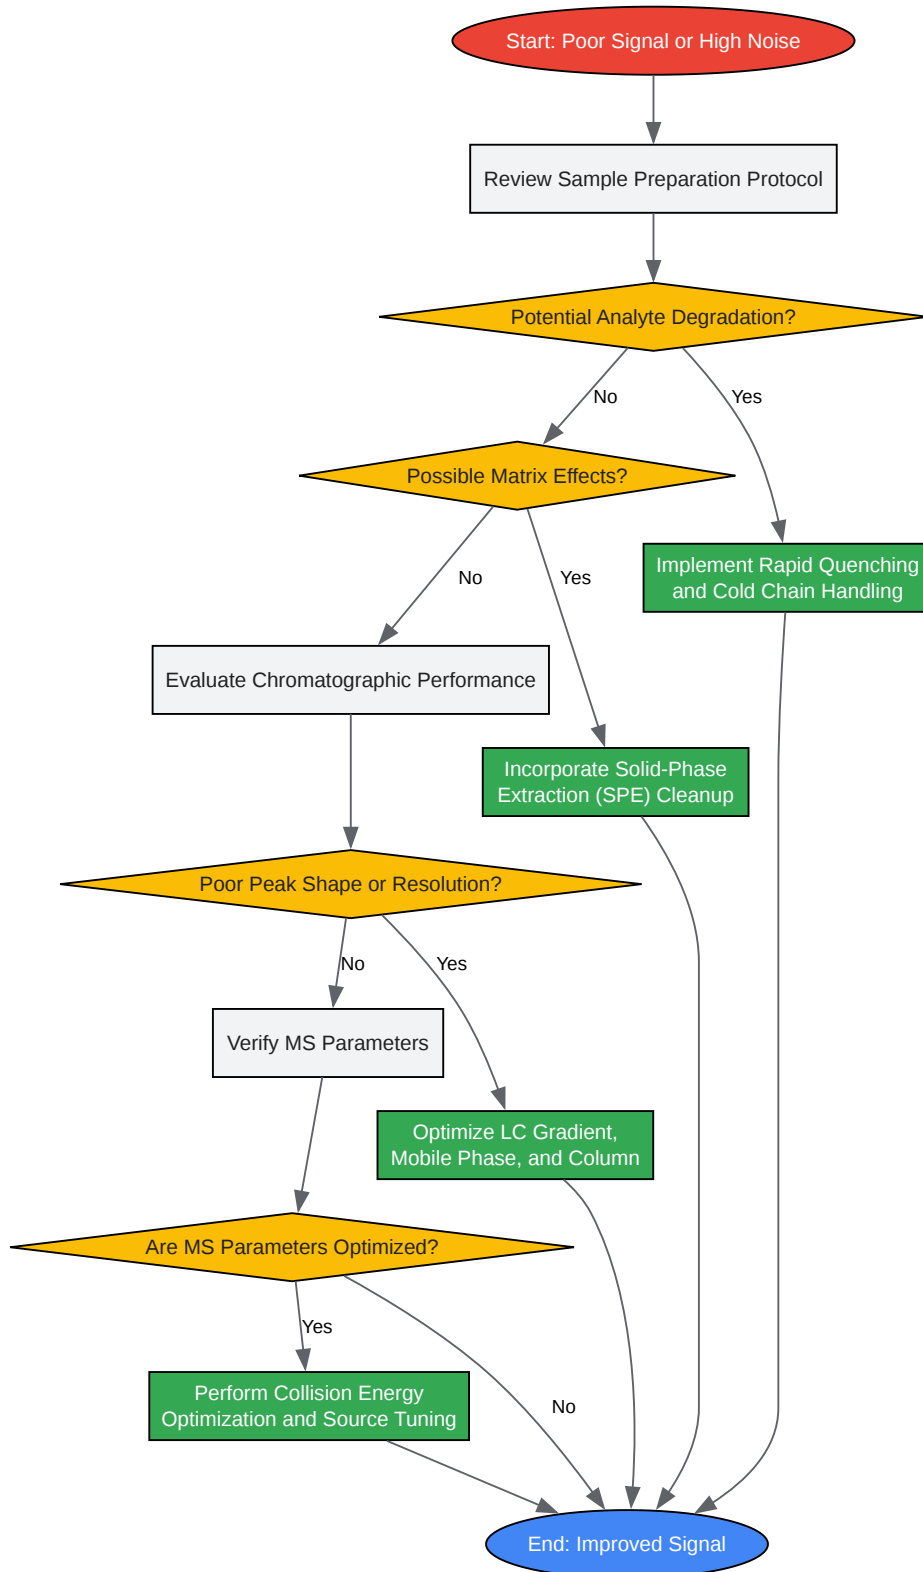 Start: Poor Signal or High Noise
Review Sample Preparation Protocol
Potential Analyte Degradation?
No
Yes
Possible Matrix Effects?
Implement Rapid Quenching
and Cold Chain Handling
No
Yes
Evaluate Chromatographic Performance
Incorporate Solid-Phase
Extraction (SPE) Cleanup
Poor Peak Shape or Resolution?
No
Yes
Verify MS Parameters
Optimize LC Gradient,
Mobile Phase, and Column
Are MS Parameters Optimized?
Yes
No
Perform Collision Energy
Optimization and Source Tuning
End: Improved Signal